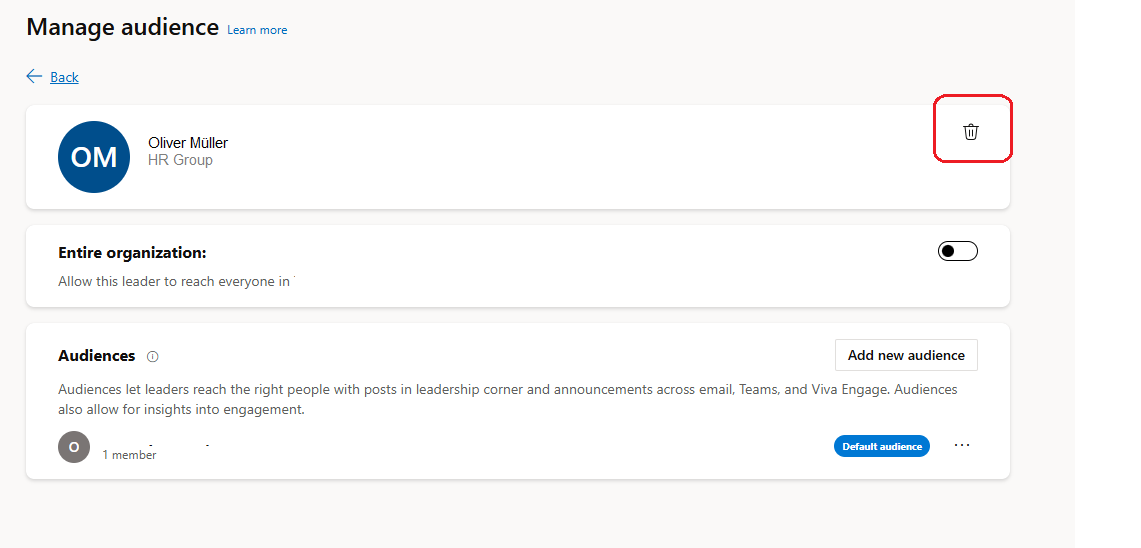 Manage audience Learn more
Back
OM
Oliver Müller
HR Group
Entire organization:
Allow this leader to reach everyone in
Audiences
Add new audience
Audiences let leaders reach the right people with posts in leadership corner and announcements across email, Teams, and Viva Engage. Audiences
also allow for insights into engagement.
O
1 member
Default audience